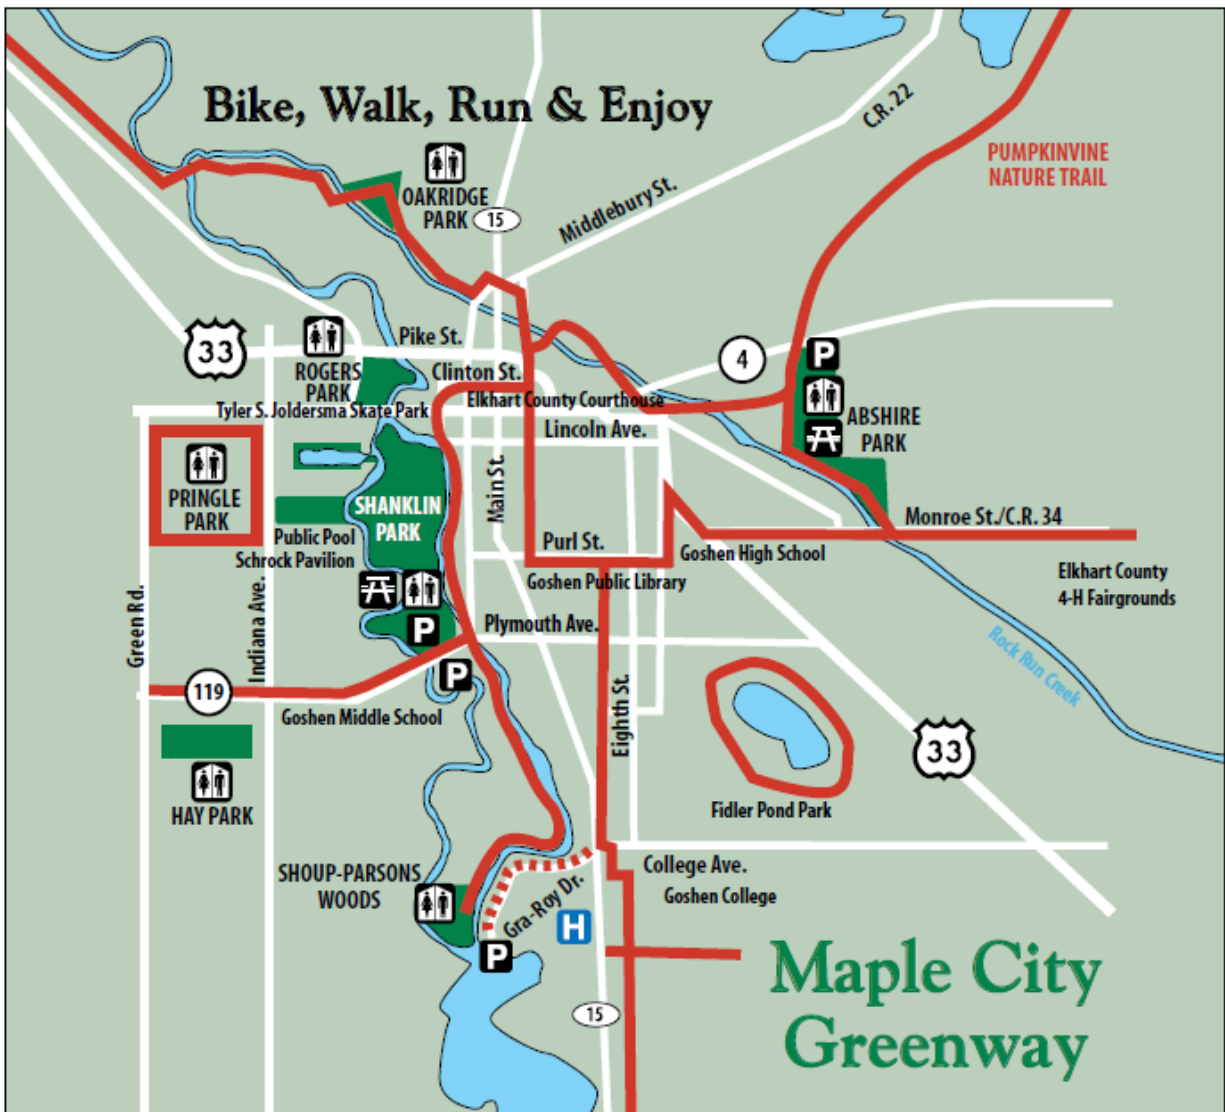 Bike, Walk, Run & Enjoy
C.R. 22
PUMPKINVINE
NATURE TRAIL
OAKRIDGE
PARK
15
Middlebury St.
33
Pike St.
ROGERS
PARK
Clinton St.
4
P
Tyler S. Joldersma Skate Park
Elkhart County Courthouse
ABSHIRE
PARK
Lincoln Ave.
Main St.
PRINGLE
PARK
SHANKLIN
PARK
Public Pool
Schrock Pavilion
Purl St.
Goshen High School
Monroe St./C.R. 34
Goshen Public Library
Elkhart County
4-H Fairgrounds
Green Rd.
Indiana Ave.
P
Plymouth Ave.
Rock Run Creek
P
119
Goshen Middle School
Eighth St.
33
HAY PARK
Fidler Pond Park
SHOUP-PARSONS
WOODS
College Ave.
Goshen College
Gra-Roy Dr.
H
P
15
Maple City
Greenway